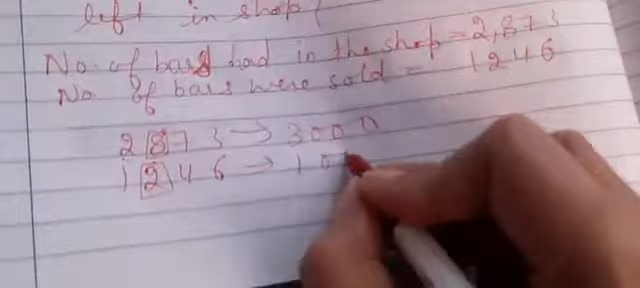 left in shop
No. of bars had in the shop = 2,873
No of bars were sold = 1246
2873 → 3000
1246 → 10